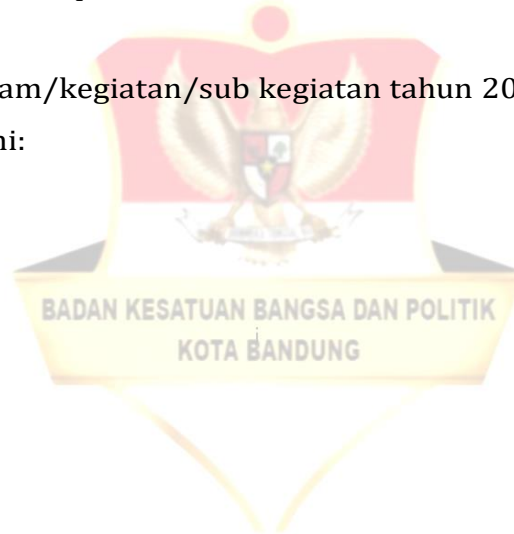 am/kegiatan/sub kegiatan tahun 20
ni:
BADAN KESATUAN BANGSA DAN POLITIK
i
KOTA BANDUNG